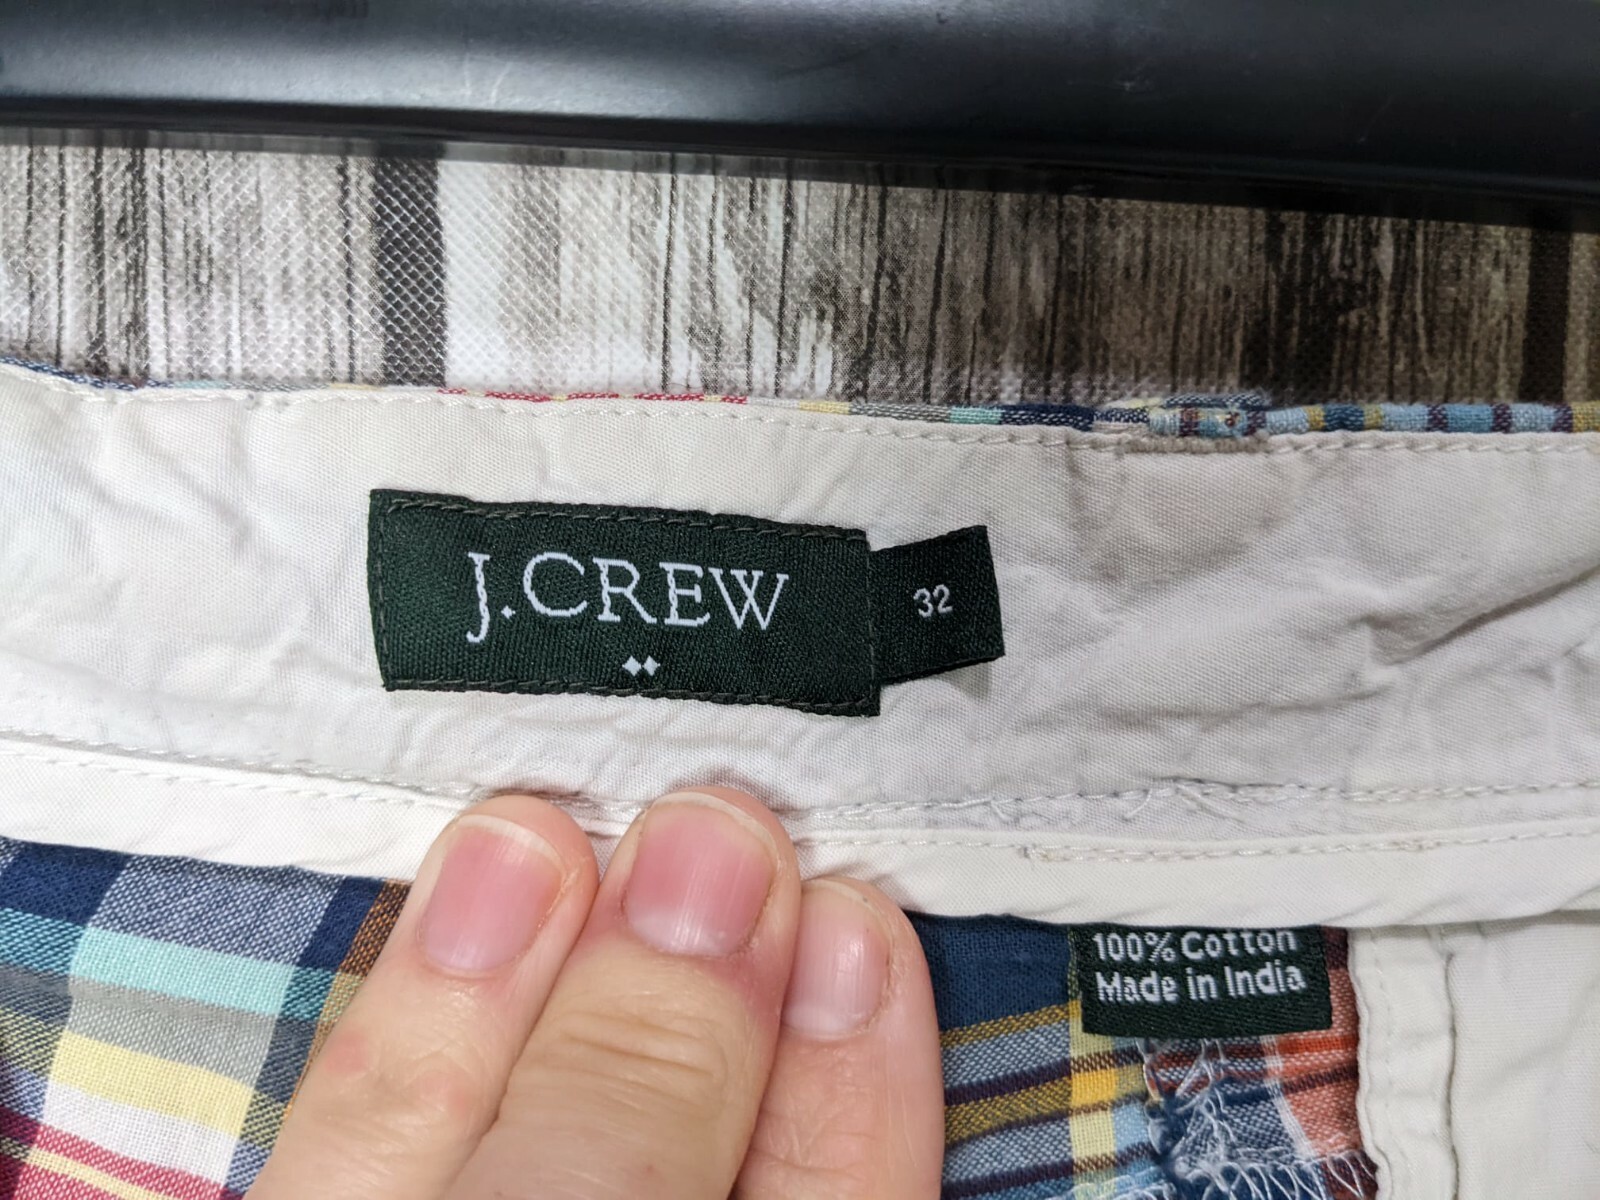 J.CREW
32
100% Cotton
Made in India